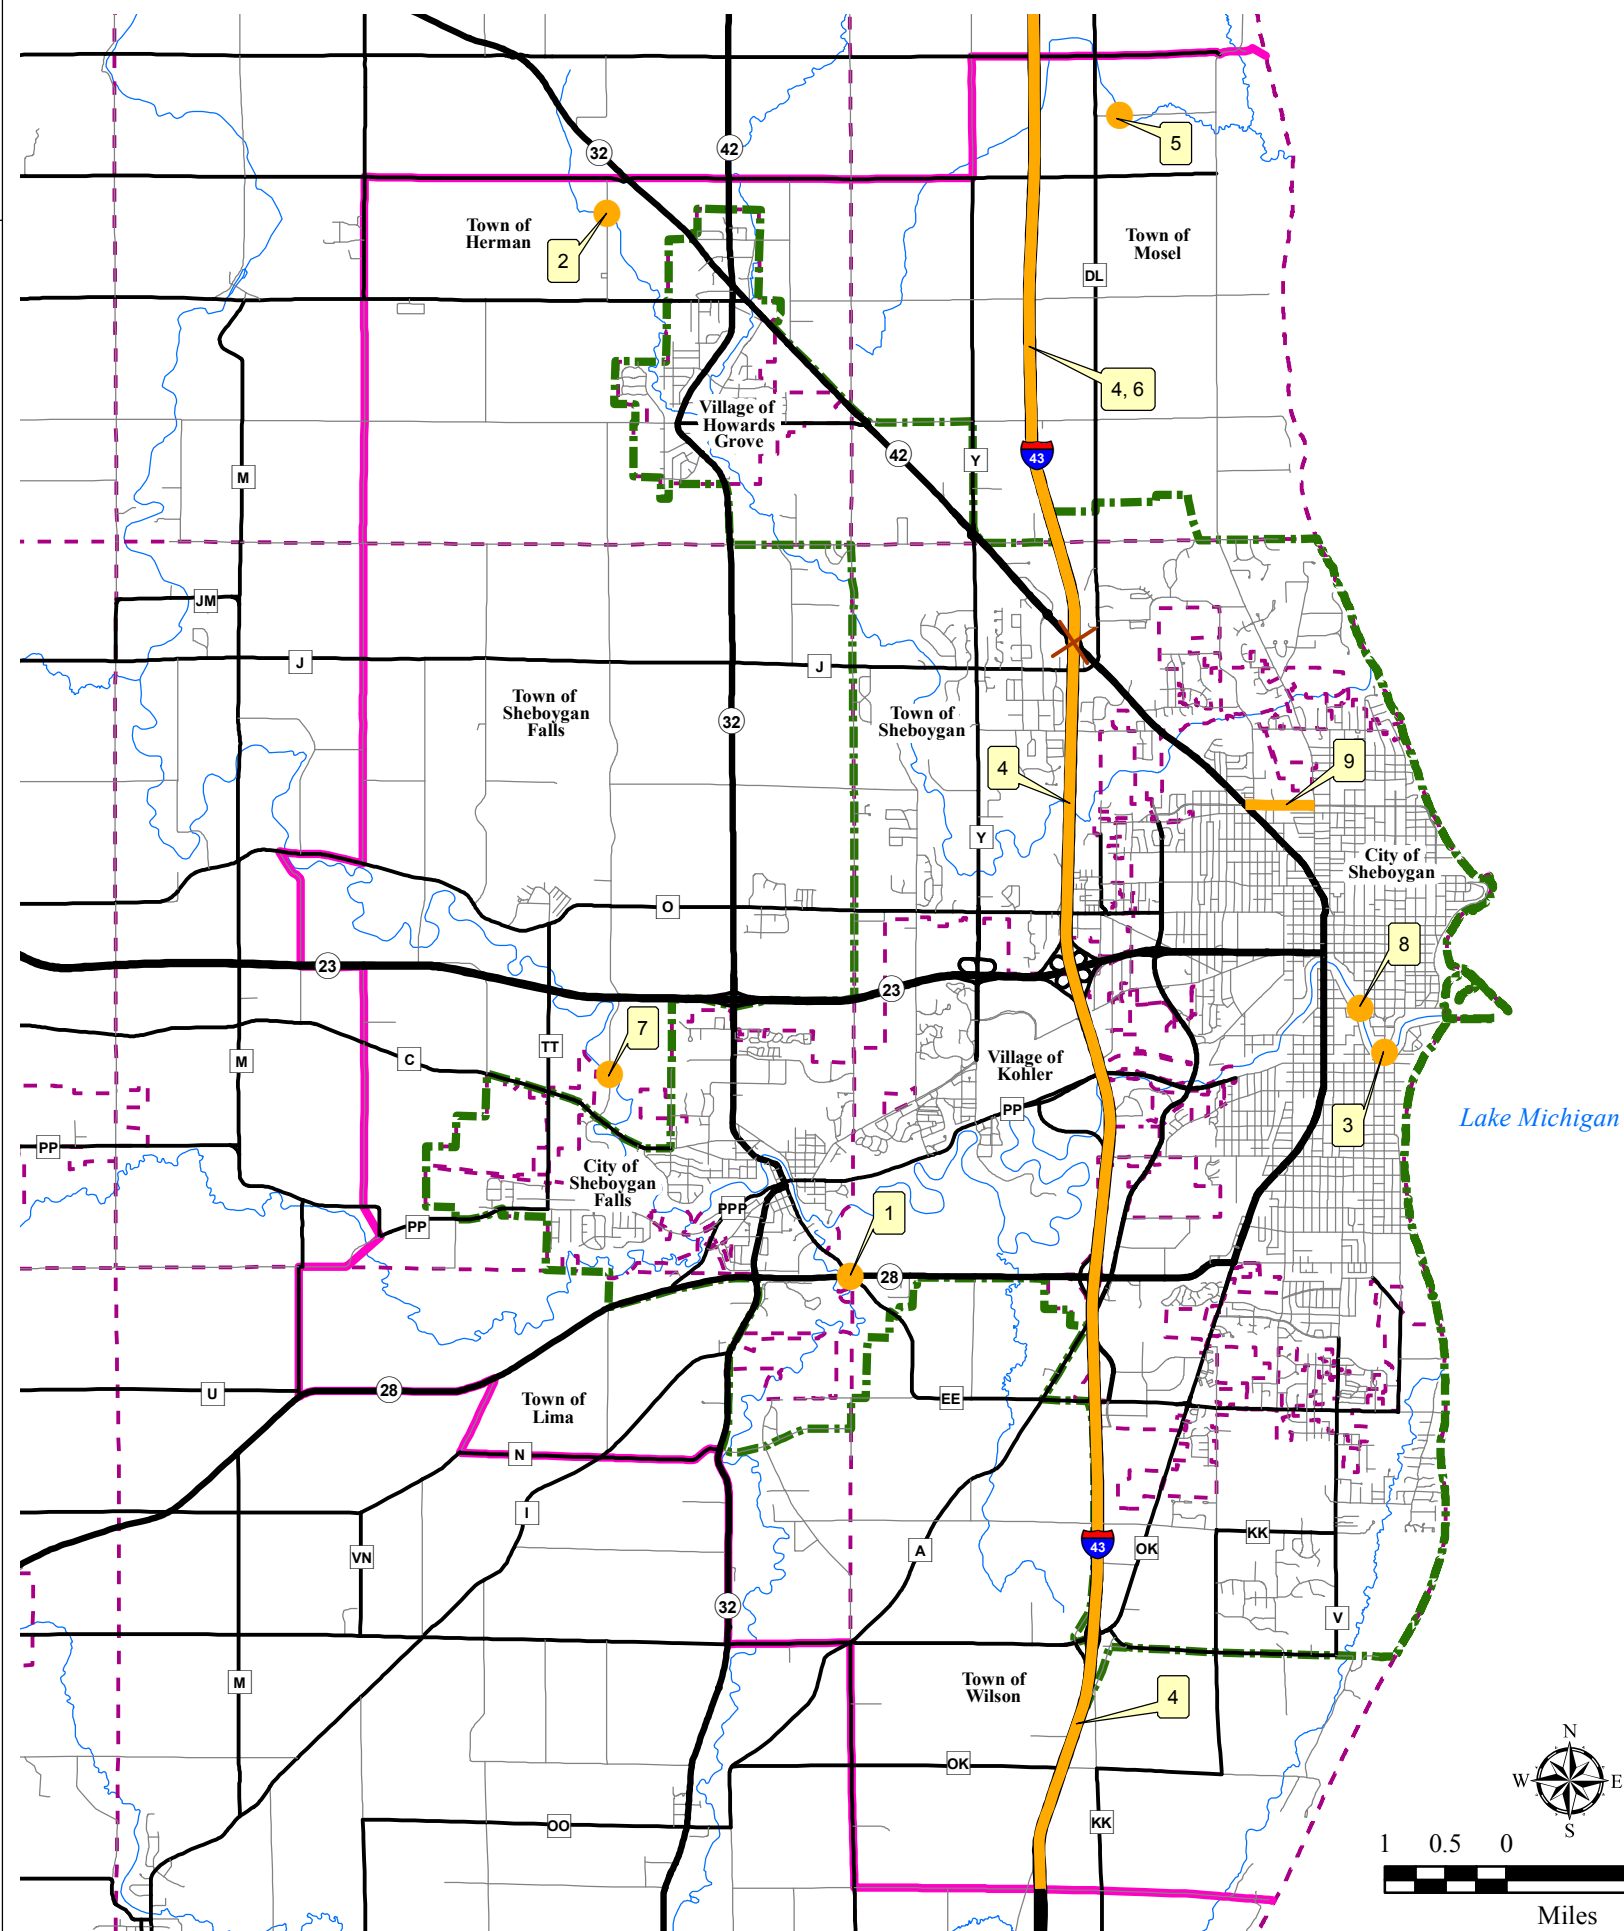 32
42
5
Town of
Herman
2
Town of
Mosel
DL
4, 6
Village of
Howards
Grove
42
Y
43
M
JM
J
J
Town of
Sheboygan
Falls
32
Town of
Sheboygan
4
9
Y
City of
Sheboygan
O
8
23
23
7
TT
C
M
Village of
Kohler
PP
3
Lake Michigan
PP
City of
Sheboygan
Falls
PPP
1
PP
28
U
28
Town of
Lima
EE
N
I
VN
A
43
OK
KK
32
V
M
Town of
Wilson
4
OK
OO
KK
N
W
E
S
1
0.5
0
Miles